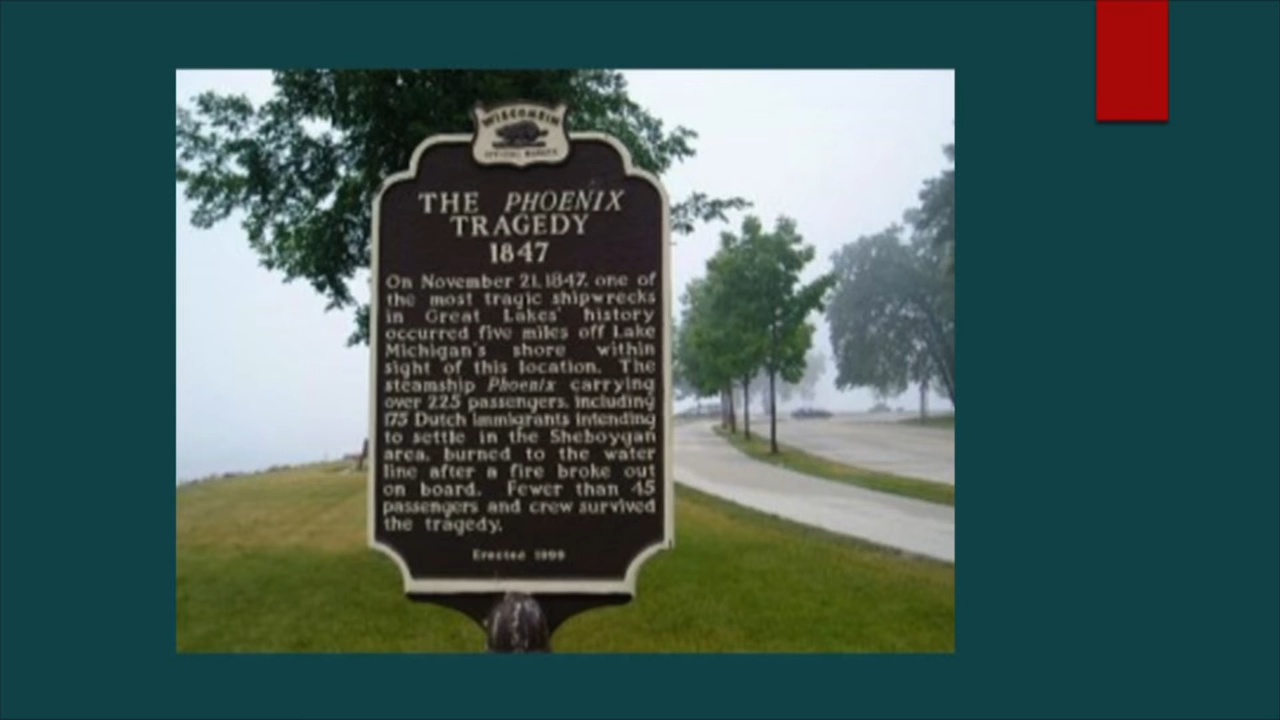 WISCONSIN
OFFICIAL MARKER
THE PHOENIX
TRAGEDY
1847
On November 21, 1847, one of
the most tragic shipwrecks
in Great Lakes' history
occurred five miles off Lake
Michigan's shore within
sight of this location. The
steamship Phoenix carrying
over 225 passengers, including
175 Dutch immigrants intending
to settle in the Sheboygan
area, burned to the water
line after a fire broke out
on board. Fewer than 45
passengers and crew survived
the tragedy.
Erected 1999